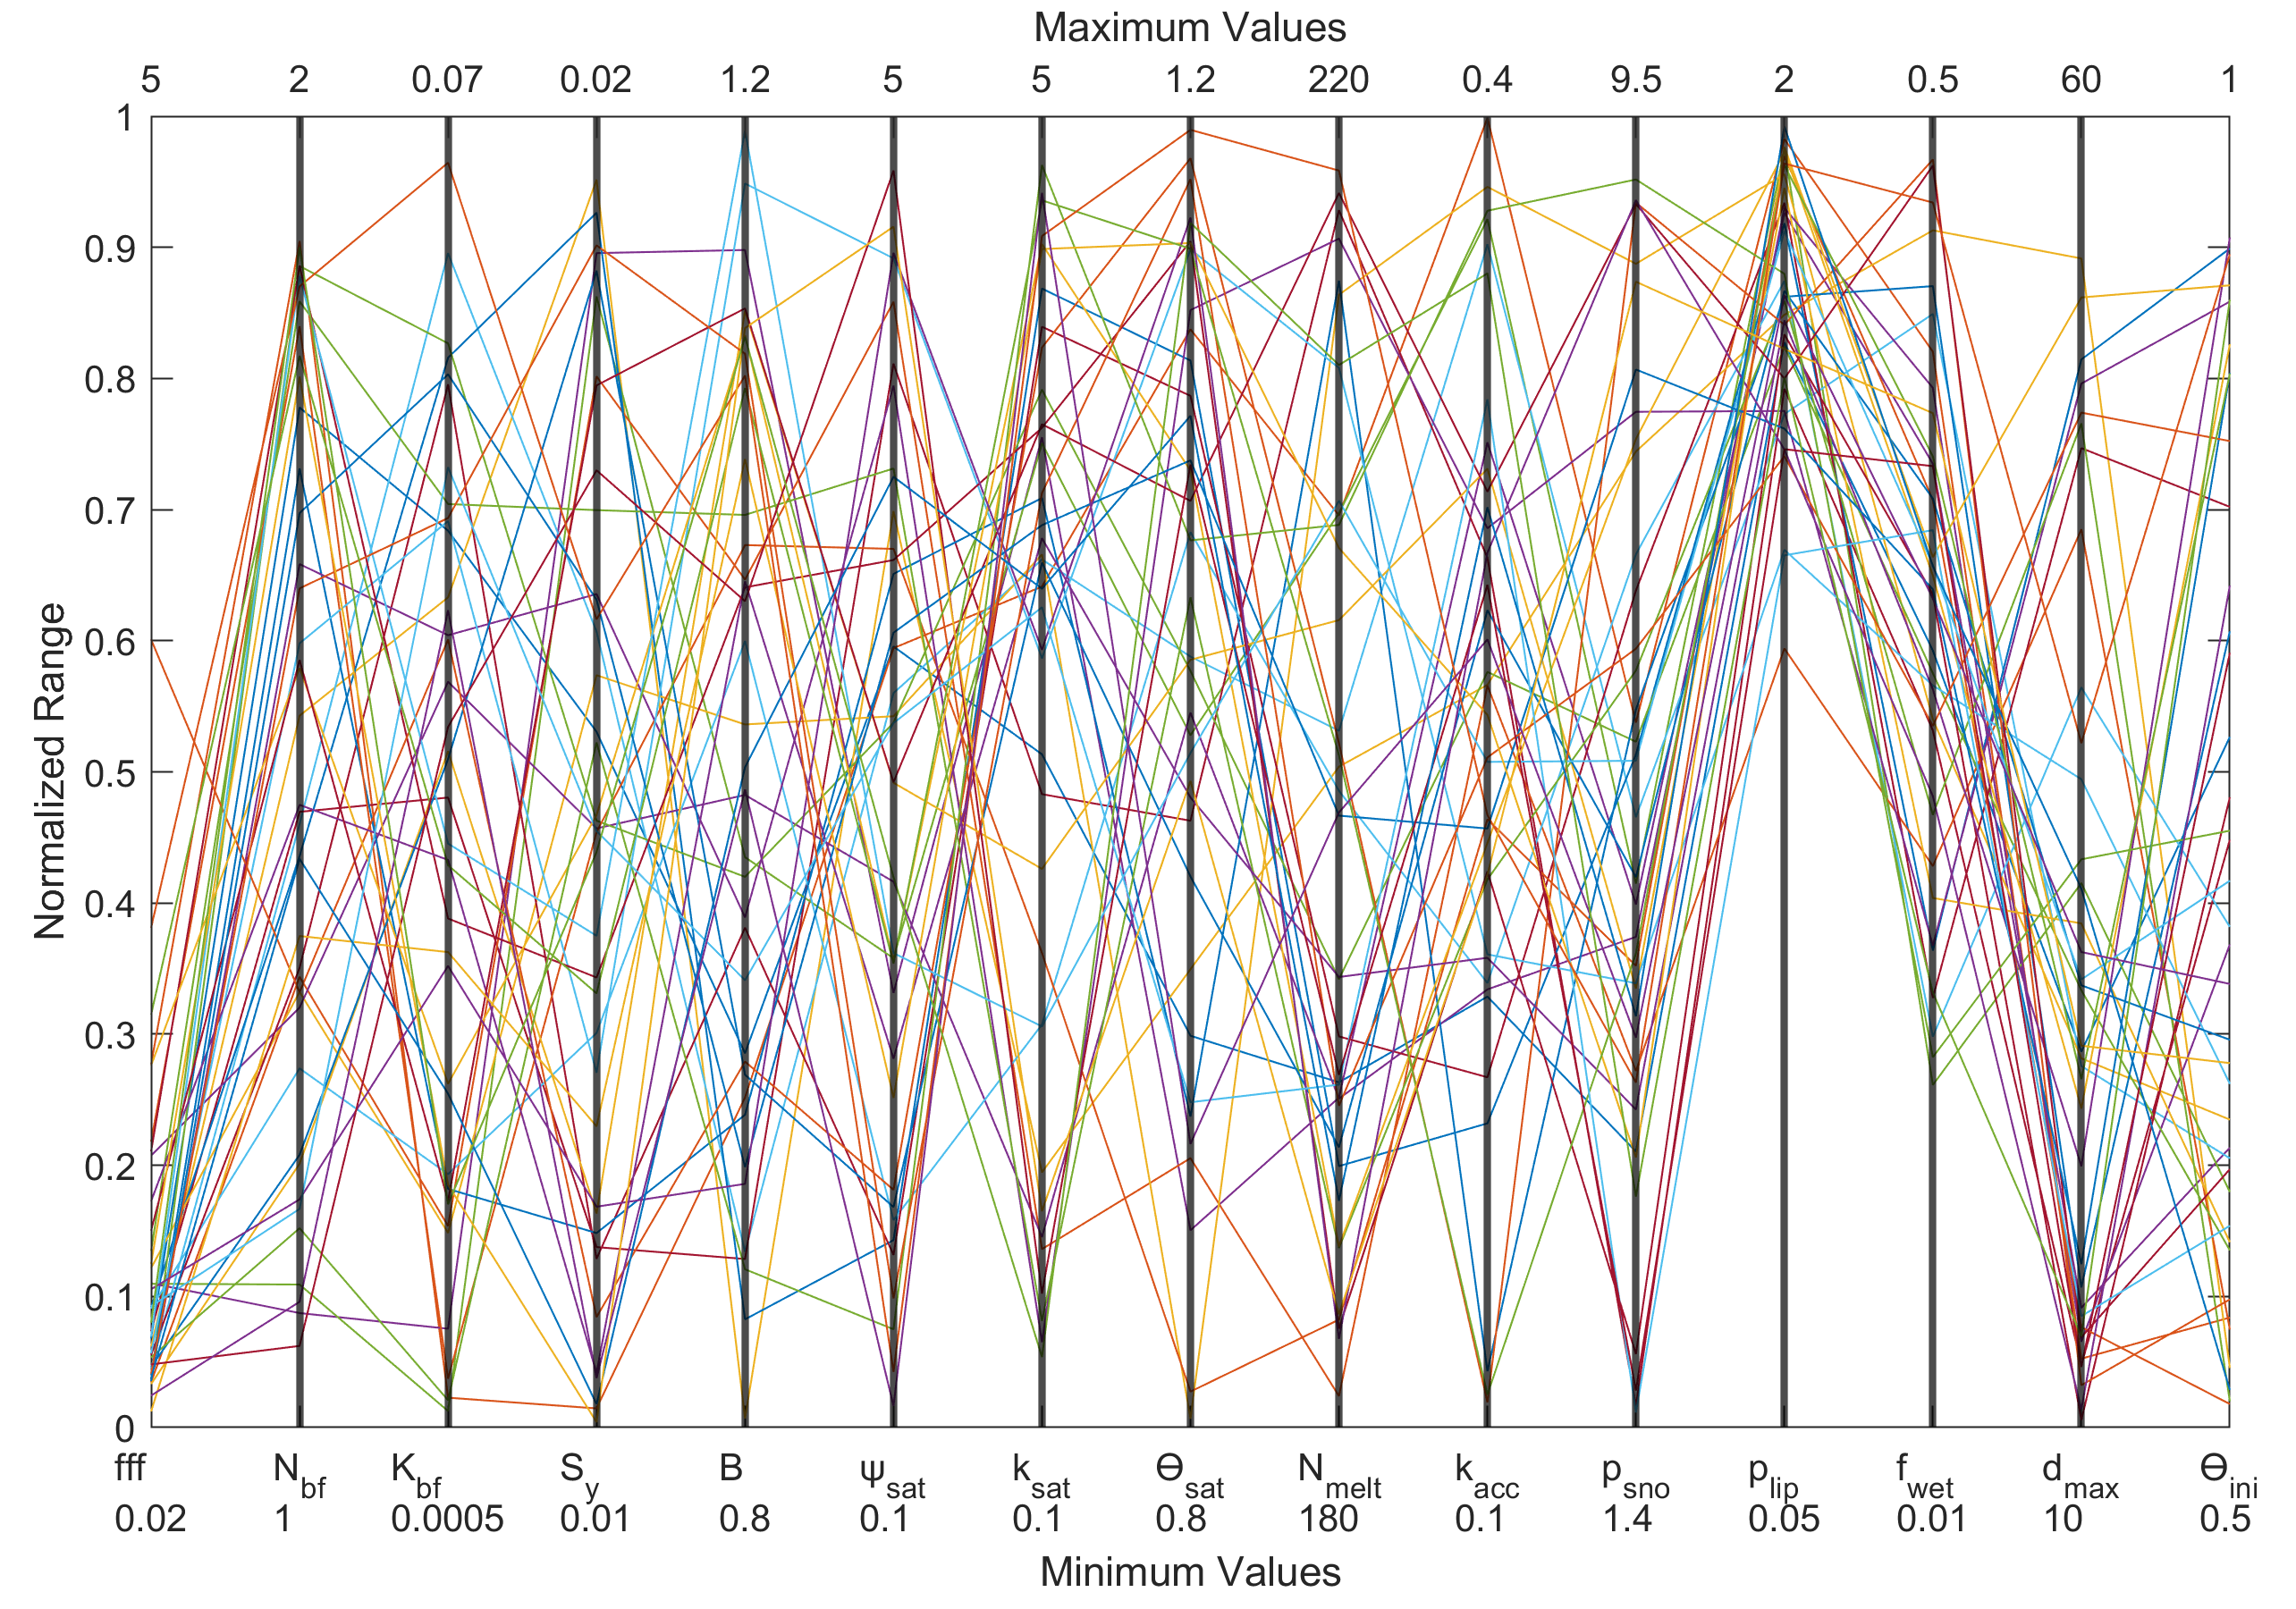 Maximum Values
5 2 0.07 0.02 1.2 5 5 1.2 220 0.4 9.5 2 0.5 60 1
1
0.9
0.8
0.7
0.6
0.5
0.4
0.3
0.2
0.1
0
Normalized Range
fff N_bf K_bf S_y B ψ_sat k_sat Θ_sat N_melt k_acc p_sno p_lip f_wet d_max Θ_ini
0.02 1 0.0005 0.01 0.8 0.1 0.1 0.8 180 0.1 1.4 0.05 0.01 10 0.5
Minimum Values